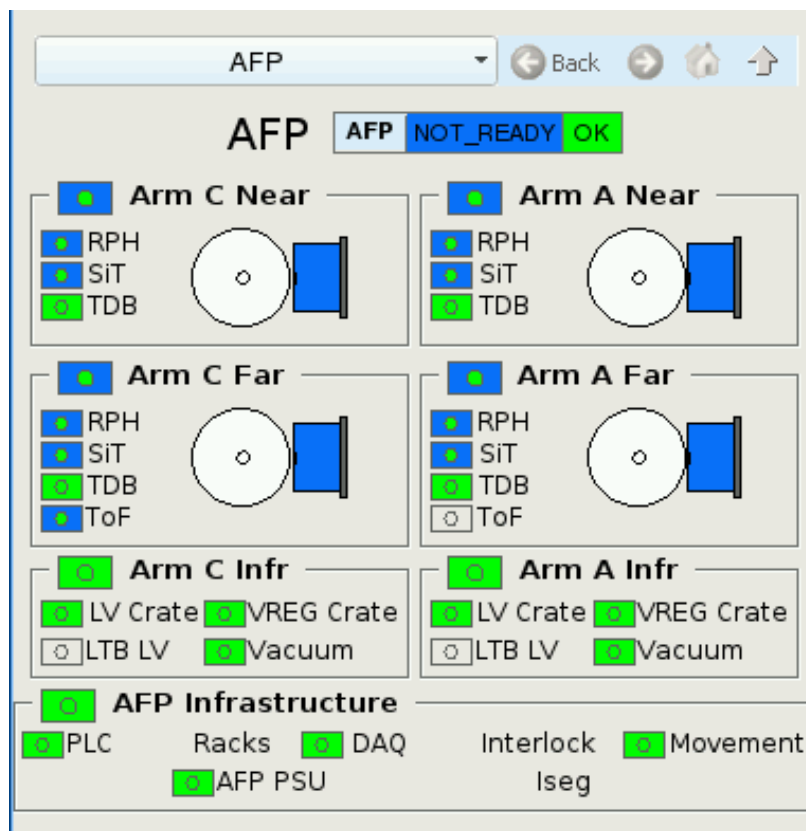 AFP Back
AFP AFP NOT_READY OK
Arm C Near Arm A Near
RPH RPH
SiT SiT
TDB TDB
Arm C Far Arm A Far
RPH RPH
SiT SiT
TDB TDB
ToF ToF
Arm C Infr Arm A Infr
LV Crate VREG Crate LV Crate VREG Crate
LTB LV Vacuum LTB LV Vacuum
AFP Infrastructure
PLC Racks DAQ Interlock Movement
AFP PSU Iseg